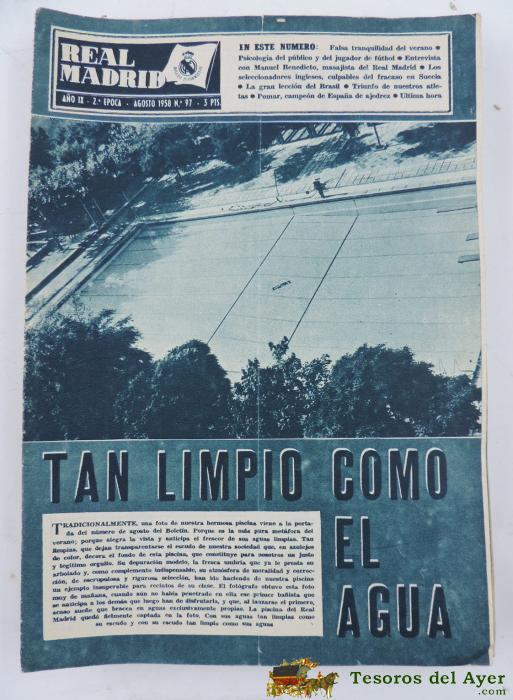 REAL
MADRID
AÑO IX - 2.ª EPOCA - AGOSTO 1958 N.º 97 - 3 PTS.
IN ESTE NUMERO: Falsa tranquilidad del verano ●
Psicología del público y del jugador de fútbol ● Entrevista
con Manuel Benedicto, masajista del Real Madrid ● Los
seleccionadores ingleses, culpables del fracaso en Suecia
● La gran lección del Brasil ● Triunfo de nuestros atle-
tas ● Pomar, campeón de España de ajedrez ● Ultima hora
TAN LIMPIO COMO
EL
AGUA
TRADICIONALMENTE, una foto de nuestra hermosa piscina viene a la porta-
da del número de agosto del Boletín. Porque es la más pura metáfora del
verano; porque alegra la vista y anticipa el frescor de sus aguas limpias. Tan
limpias, que dejan transparentarse el escudo de nuestra sociedad que, en azulejos
de color, decora el fondo de esta piscina, que constituye para nosotros un justo
y legítimo orgullo. Su depuración modelo, la fresca umbría que ya le presta su
arbolado y, como complemento indispensable, su atmósfera de moralidad y correc-
ción, de escrupulosa y rigurosa selección, han ido haciendo de nuestra piscina
un ejemplo insuperable para recintos de su clase. El fotógrafo obtuvo esta foto
muy de mañana, cuando aún no había penetrado en ella ese primer bañista que
se anticipa a los demás que luego han de disfrutarla, y que, al lanzarse el primero,
acaso sueñe que bracea en aguas exclusivamente propias. La piscina del Real
Madrid quedó fielmente captada en la foto. Con sus aguas tan limpias como
su escudo y con su escudo tan limpio como sus aguas
Tesoros del Ayer
.com